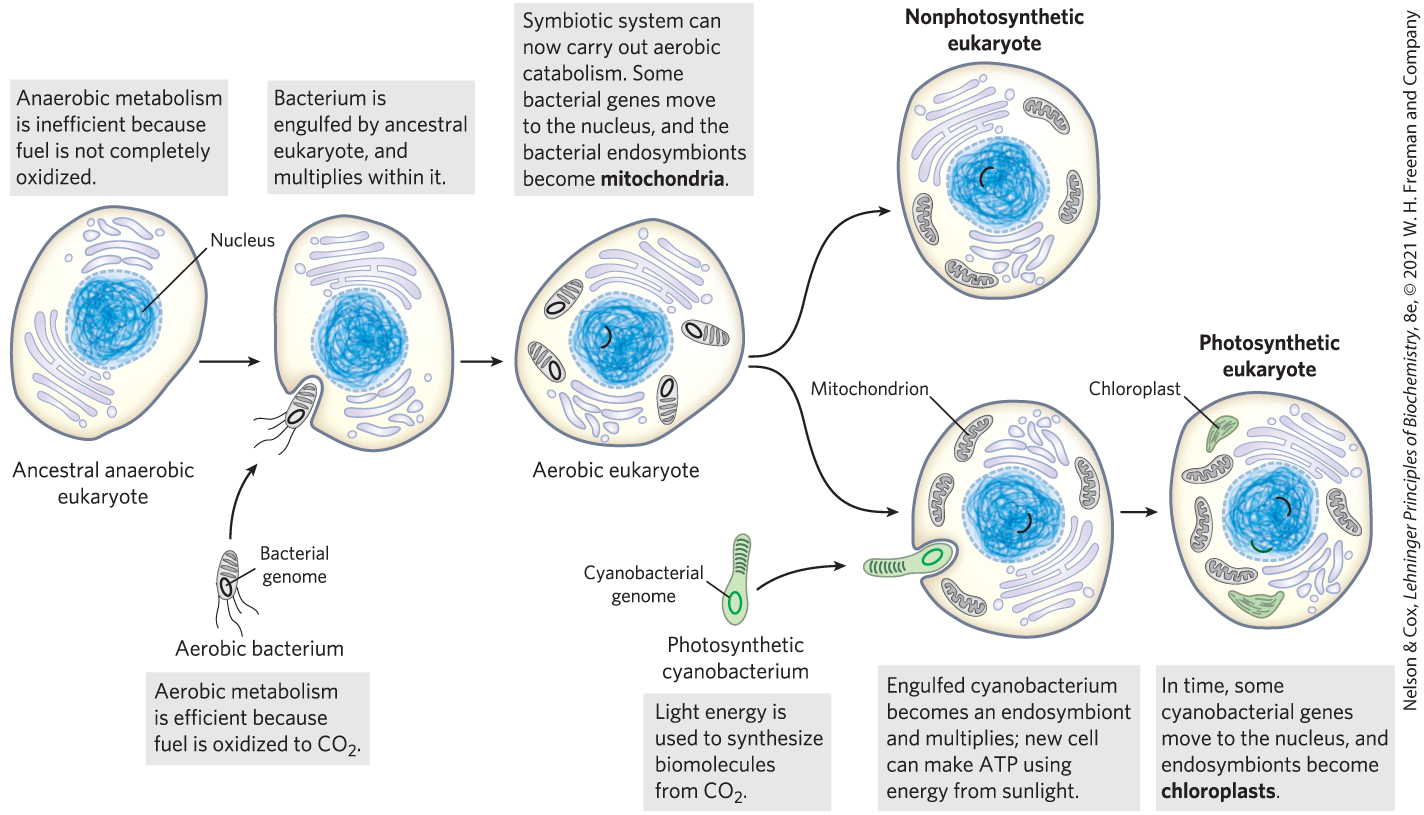 Anaerobic metabolism
is inefficient because
fuel is not completely
oxidized.
Bacterium is
engulfed by ancestral
eukaryote, and
multiplies within it.
Symbiotic system can
now carry out aerobic
catabolism. Some
bacterial genes move
to the nucleus, and the
bacterial endosymbionts
become mitochondria.
Nonphotosynthetic
eukaryote
Nucleus
Ancestral anaerobic
eukaryote
Aerobic eukaryote
Bacterial
genome
Aerobic bacterium
Aerobic metabolism
is efficient because
fuel is oxidized to CO₂.
Mitochondrion
Chloroplast
Photosynthetic
eukaryote
Cyanobacterial
genome
Photosynthetic
cyanobacterium
Light energy is
used to synthesize
biomolecules
from CO₂.
Engulfed cyanobacterium
becomes an endosymbiont
and multiplies; new cell
can make ATP using
energy from sunlight.
In time, some
cyanobacterial genes
move to the nucleus, and
endosymbionts become
chloroplasts.
Nelson & Cox, Lehninger Principles of Biochemistry, 8e, © 2021 W. H. Freeman and Company